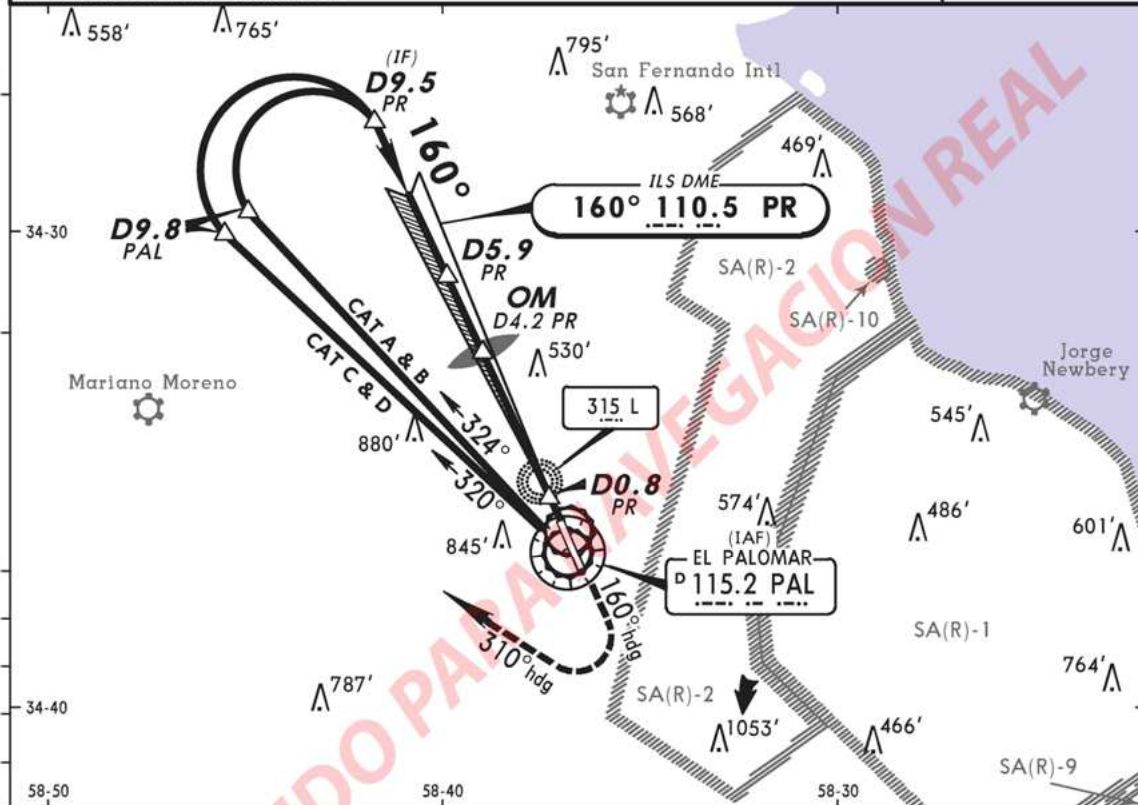 558'
765'
795'
(IF)
D9.5
PR
San Fernando Intl
568'
160°
469'
ILS DME
160° 110.5 PR
34-30
D9.8
PAL
D5.9
PR
SA(R)-2
OM
D4.2 PR
SA(R)-10
CAT A & B
CAT C & D
530'
Jorge
Newbery
Mariano Moreno
315 L
880'
324°
545'
320°
D0.8
PR
574'
486'
601'
845'
(IAF)
EL PALOMAR
D 115.2 PAL
160° hdg
310° hdg
SA(R)-1
764'
787'
SA(R)-2
34-40
1053'
466'
SA(R)-9
58-50
58-40
58-30
NDO PARA NAVEGACION REAL